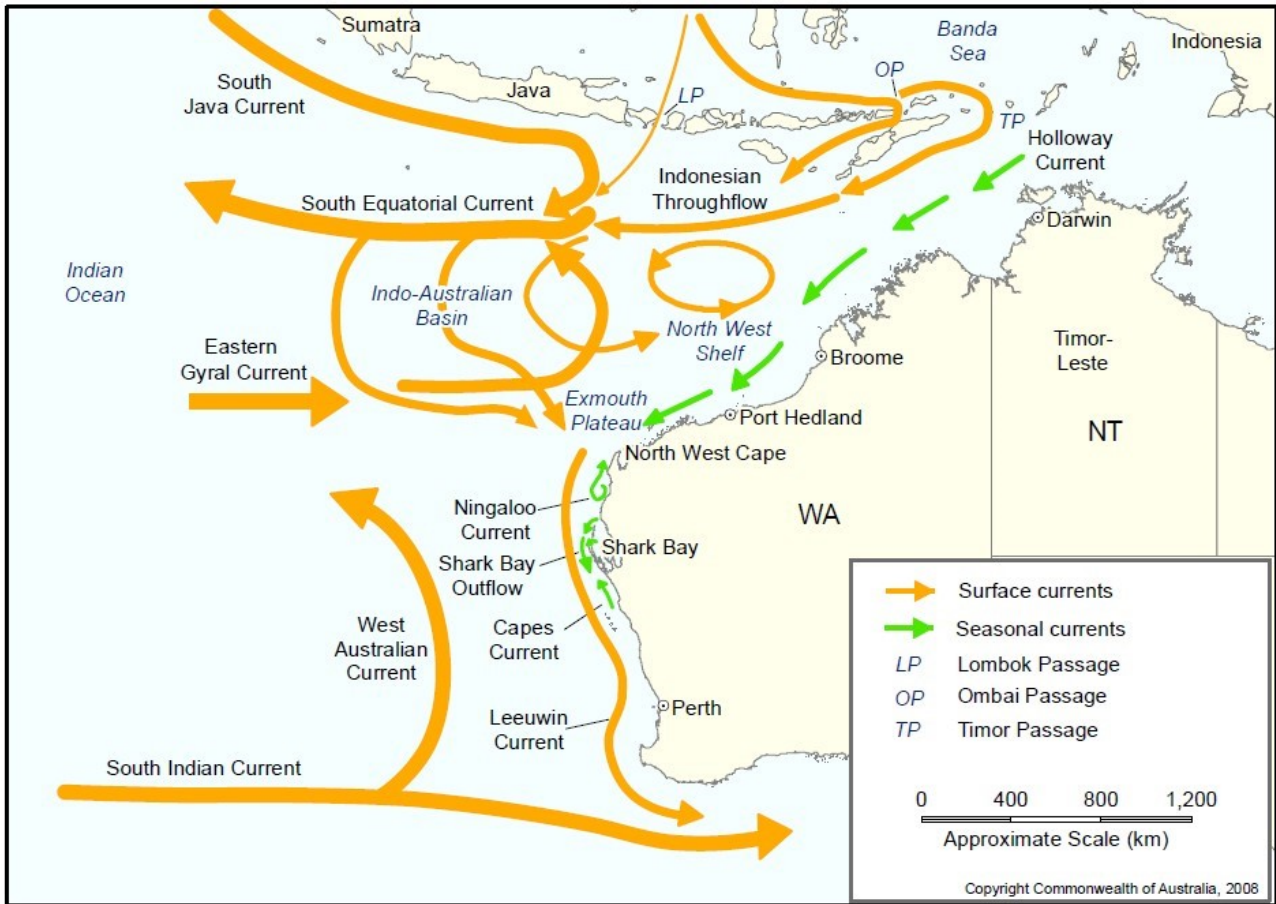 Sumatra
Banda
Sea
Indonesia
South
Java Current
Java
LP
OP
TP
Holloway
Current
Indonesian
Throughflow
South Equatorial Current
Darwin
Indian
Ocean
Indo-Australian
Basin
North West
Shelf
Broome
Timor-
Leste
Eastern
Gyral Current
Exmouth
Plateau
Port Hedland
NT
North West Cape
Ningaloo
Current
WA
Shark Bay
Shark Bay
Outflow
Capes
Current
West
Australian
Current
Perth
Leeuwin
Current
South Indian Current
Surface currents
Seasonal currents
LP Lombok Passage
OP Ombai Passage
TP Timor Passage
0 400 800 1,200
Approximate Scale (km)
Copyright Commonwealth of Australia, 2008